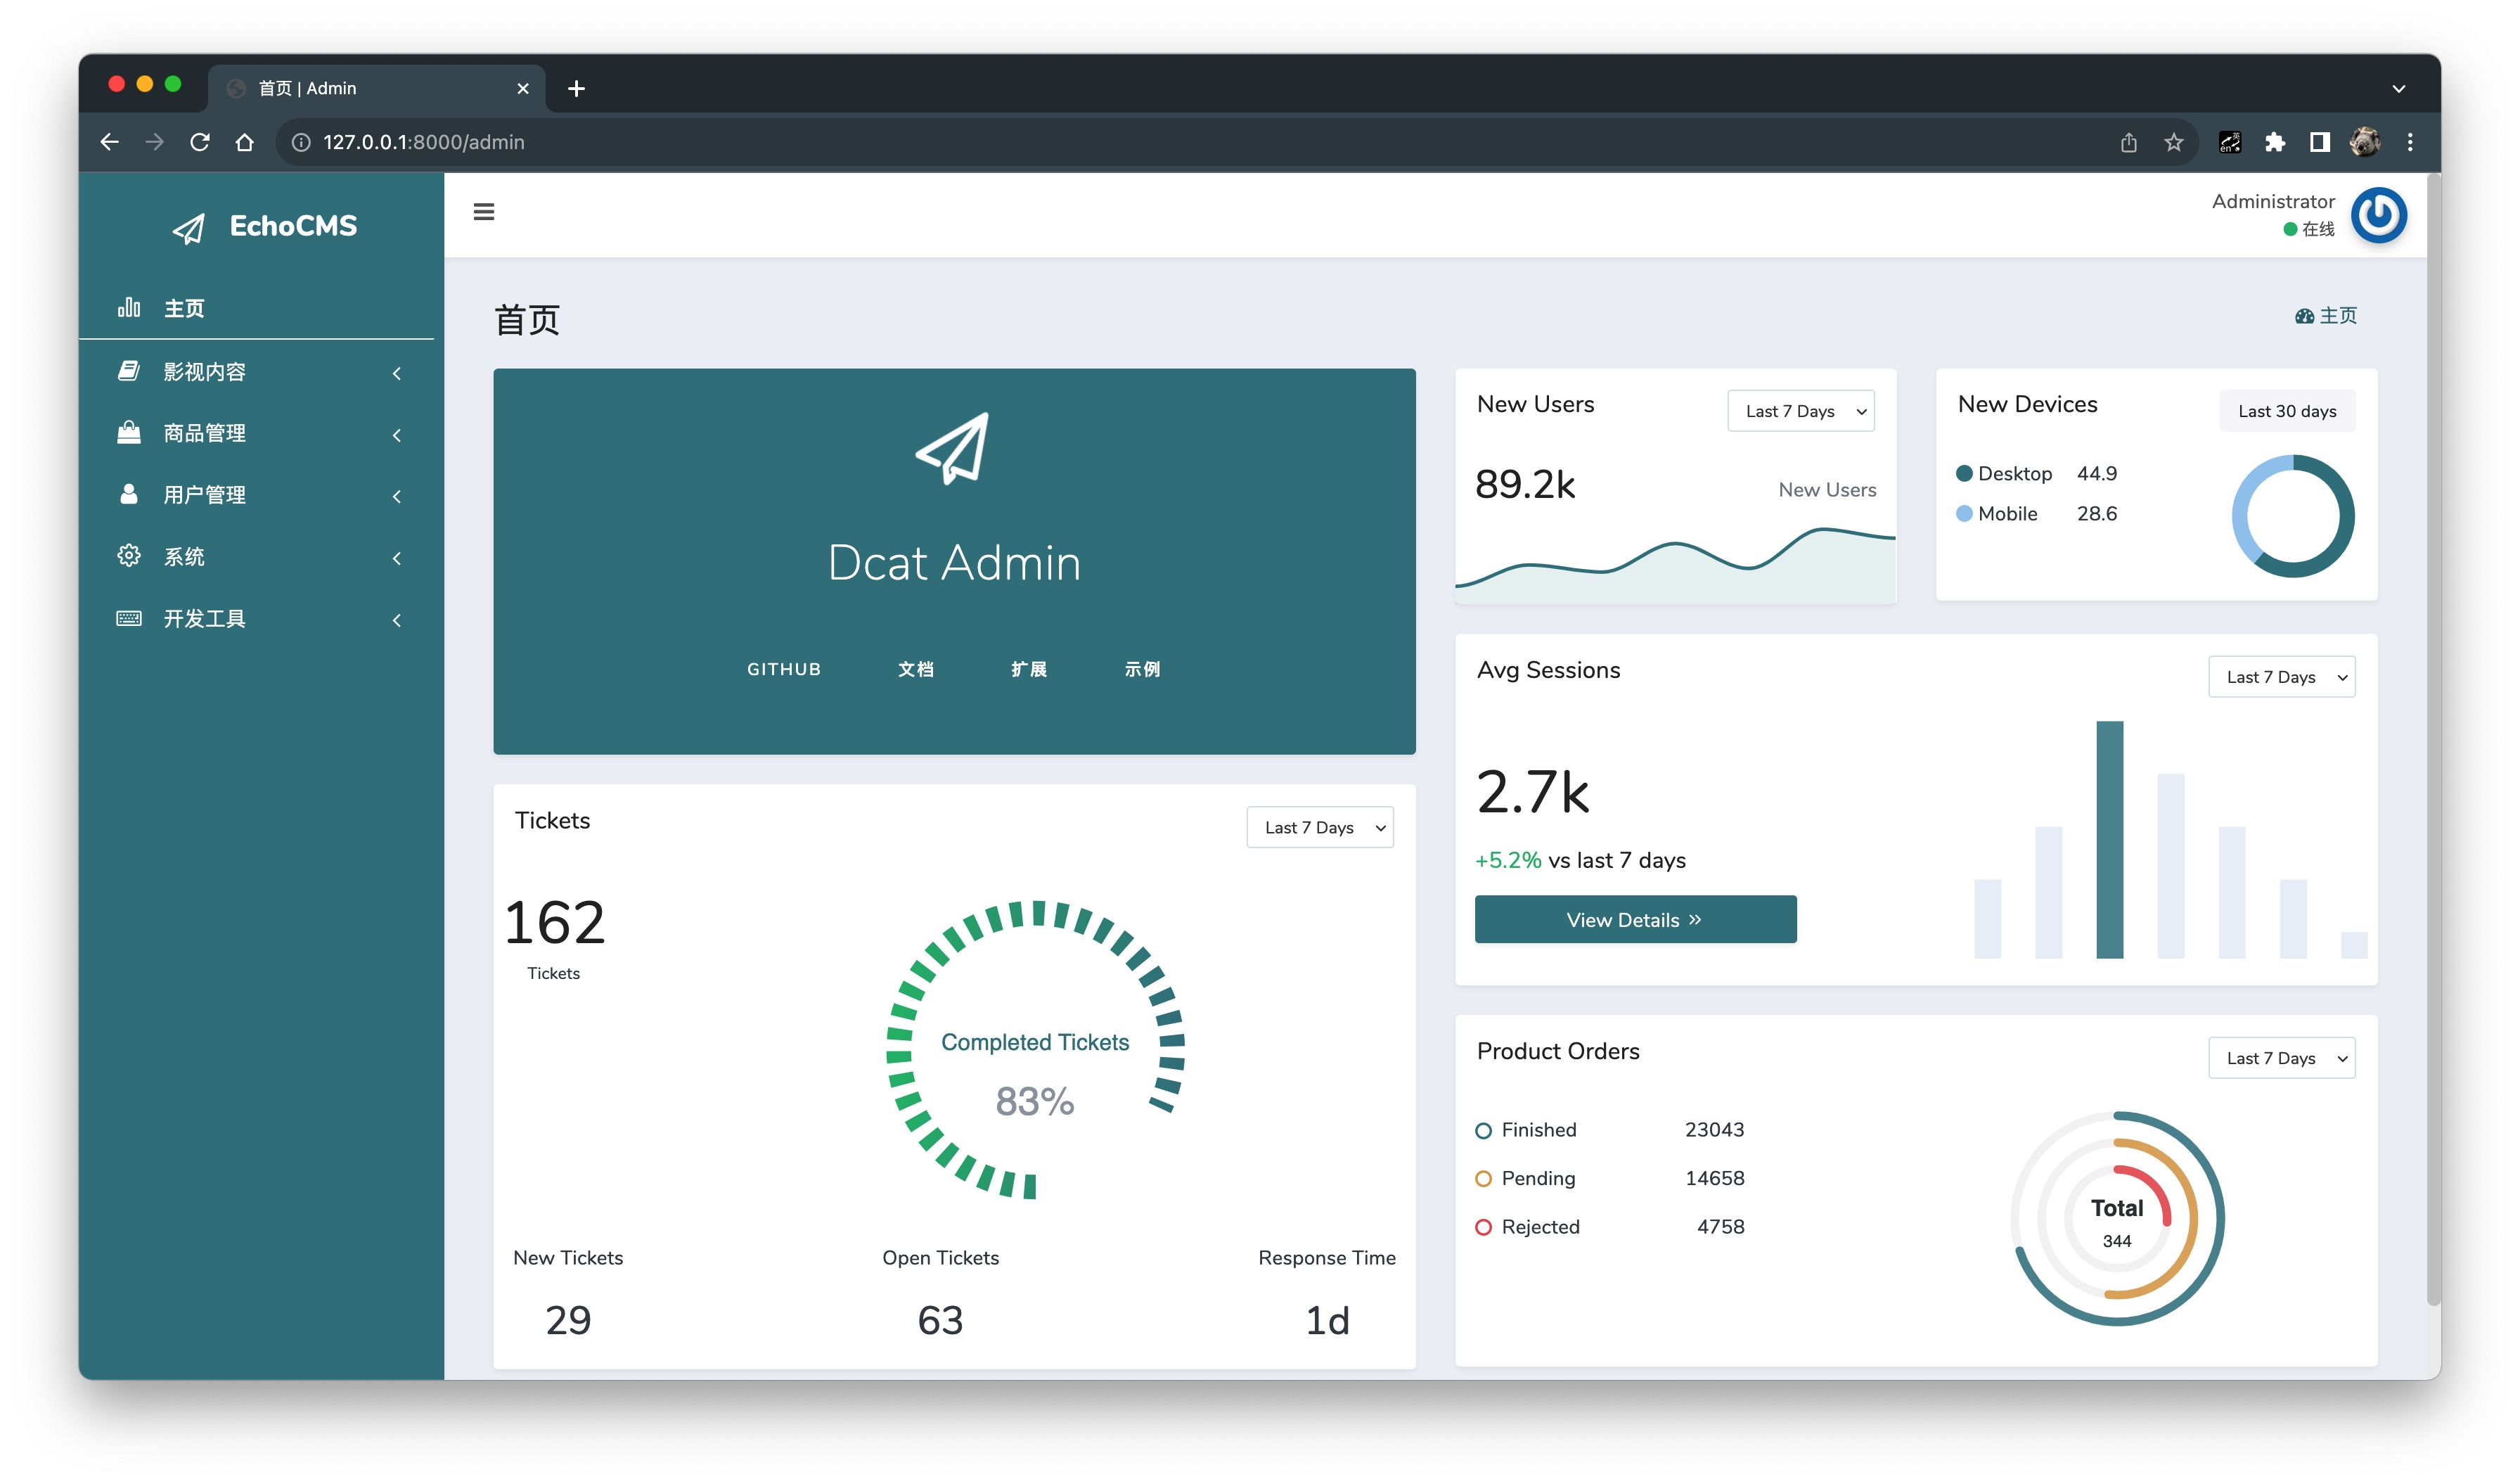 首页 | Admin
127.0.0.1:8000/admin
英
en
EchoCMS
主页
影视内容
商品管理
用户管理
系统
开发工具
Administrator
在线
首页
主页
Dcat Admin
GITHUB 文档 扩展 示例
New Users
Last 7 Days
89.2k
New Users
New Devices
Last 30 days
Desktop 44.9
Mobile 28.6
Avg Sessions
Last 7 Days
2.7k
+5.2% vs last 7 days
View Details »
Tickets
Last 7 Days
162
Tickets
Completed Tickets
83%
New Tickets Open Tickets Response Time
29 63 1d
Product Orders
Last 7 Days
Finished 23043
Pending 14658
Rejected 4758
Total
344